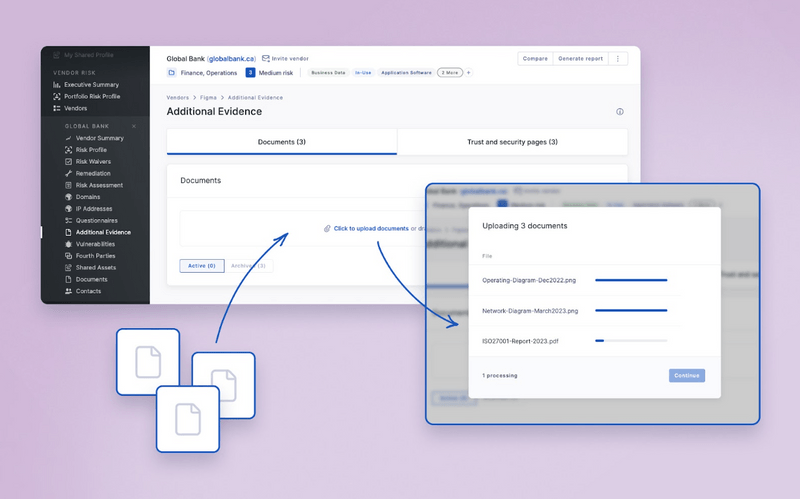 My Shared Profile
VENDOR RISK
Executive Summary
Portfolio Risk Profile
Vendors
GLOBAL BANK
Vendor Summary
Risk Profile
Risk Waivers
Remediation
Risk Assessment
Domains
IP Addresses
Questionnaires
Additional Evidence
Vulnerabilities
Fourth Parties
Shared Assets
Documents
Contacts
Global Bank (globalbank.ca) Invite vendor
Compare Generate report
Finance, Operations 3 Medium risk Business Data In-Use Application Software 2 More +
Vendors > Figma > Additional Evidence
Additional Evidence
Documents (3) Trust and security pages (3)
Documents
Click to upload documents or
Active (0) Archived (3)
Uploading 3 documents
File
Operating-Diagram-Dec2022.png
Network-Diagram-March2023.png
ISO27001-Report-2023.pdf
1 processing Continue